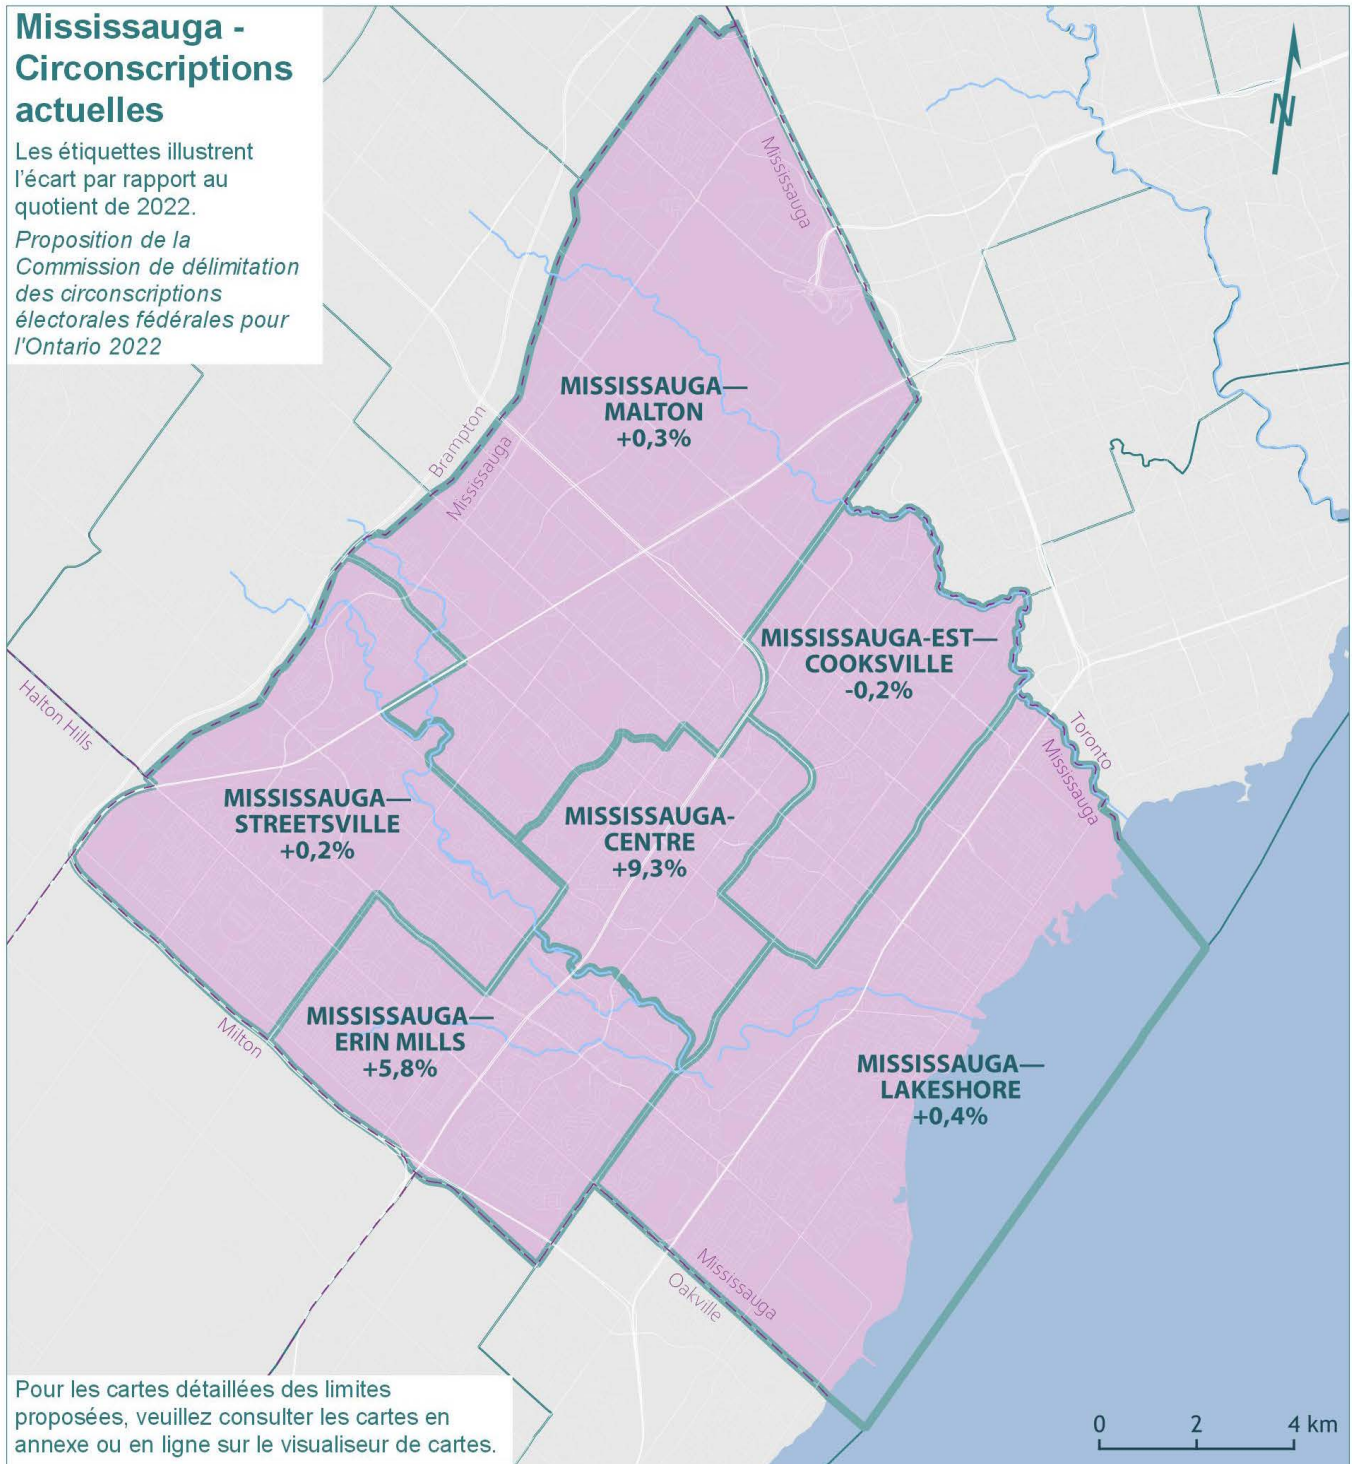 Mississauga -
Circonscriptions
actuelles
Les étiquettes illustrent
l'écart par rapport au
quotient de 2022.
Proposition de la
Commission de délimitation
des circonscriptions
électorales fédérales pour
l'Ontario 2022
N
Mississauga
MISSISSAUGA—
MALTON
+0,3%
Brampton
Mississauga
MISSISSAUGA-EST—
COOKSVILLE
-0,2%
Halton Hills
Toronto
Mississauga
MISSISSAUGA—
STREETSVILLE
+0,2%
MISSISSAUGA-
CENTRE
+9,3%
MISSISSAUGA—
ERIN MILLS
+5,8%
Milton
MISSISSAUGA—
LAKESHORE
+0,4%
Mississauga
Oakville
Pour les cartes détaillées des limites
proposées, veuillez consulter les cartes en
annexe ou en ligne sur le visualiseur de cartes.
0 2 4 km